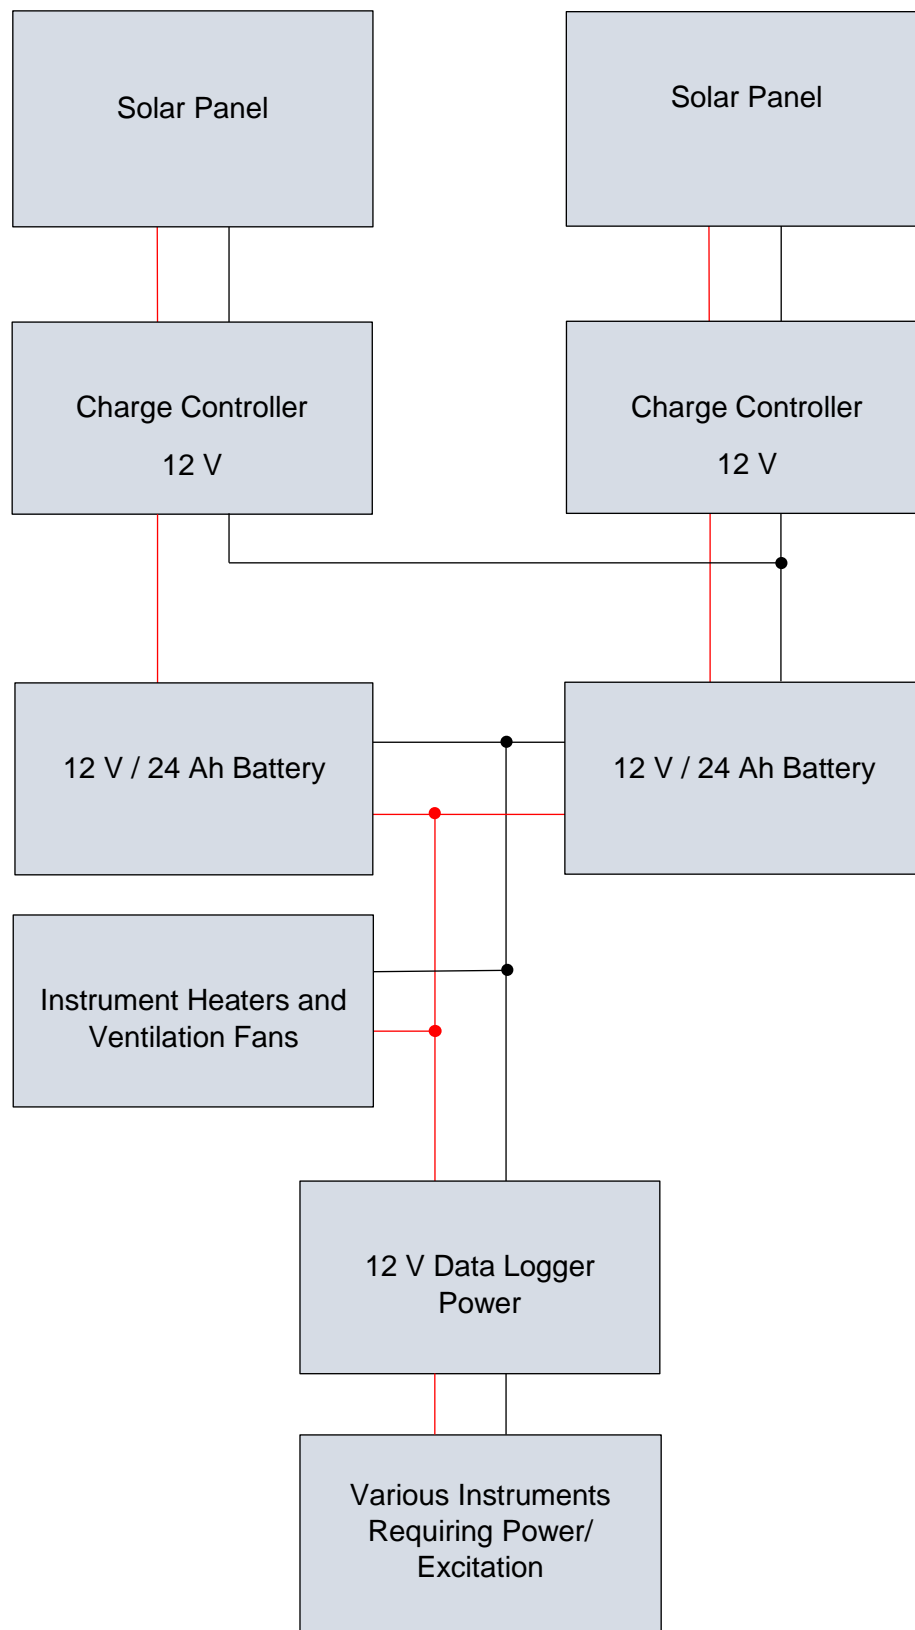 Solar Panel
Solar Panel
Charge Controller
12 V
Charge Controller
12 V
12 V / 24 Ah Battery
12 V / 24 Ah Battery
Instrument Heaters and
Ventilation Fans
12 V Data Logger
Power
Various Instruments
Requiring Power/
Excitation